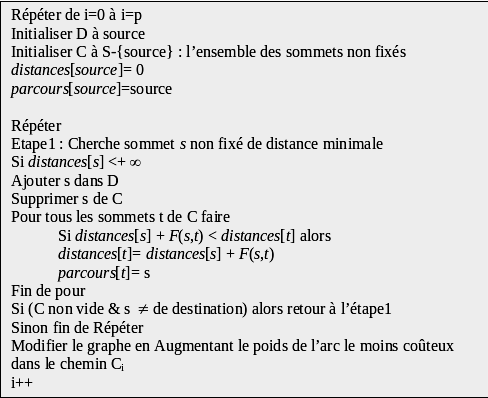 Répéter de i=0 à i=p
Initialiser D à source
Initialiser C à S-{source} : l'ensemble des sommets non fixés
distances[source]= 0
parcours[source]=source
Répéter
Etape1 : Cherche sommet s non fixé de distance minimale
Si distances[s] <+ ∞
Ajouter s dans D
Supprimer s de C
Pour tous les sommets t de C faire
Si distances[s] + F(s,t) < distances[t] alors
distances[t]= distances[s] + F(s,t)
parcours[t]= s
Fin de pour
Si (C non vide & s ≠ de destination) alors retour à l'étape1
Sinon fin de Répéter
Modifier le graphe en Augmentant le poids de l'arc le moins coûteux
dans le chemin Cᵢ
i++